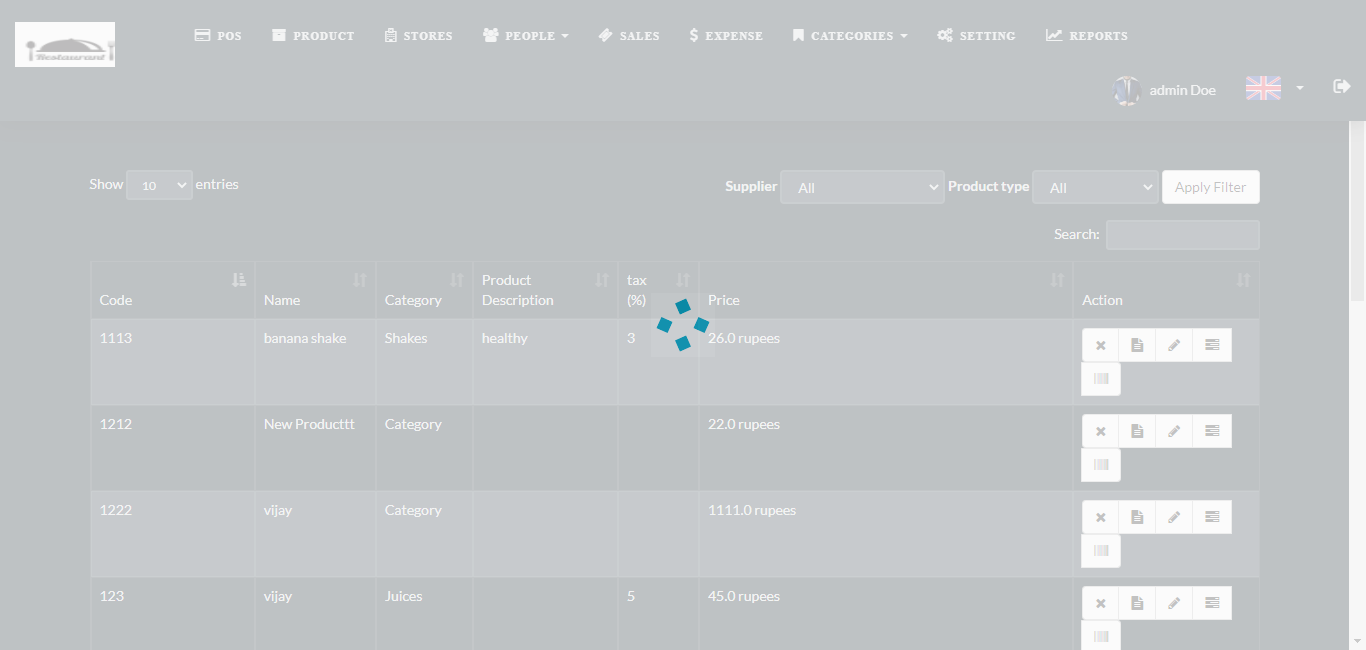 Restaurant
POS PRODUCT STORES PEOPLE SALES EXPENSE CATEGORIES SETTING REPORTS
admin Doe
Show 10 entries
Supplier All Product type All Apply Filter
Search:
Code Name Category Product Description tax (%) Price Action
1113 banana shake Shakes healthy 3 26.0 rupees
1212 New Producttt Category 22.0 rupees
1222 vijay Category 1111.0 rupees
123 vijay Juices 5 45.0 rupees